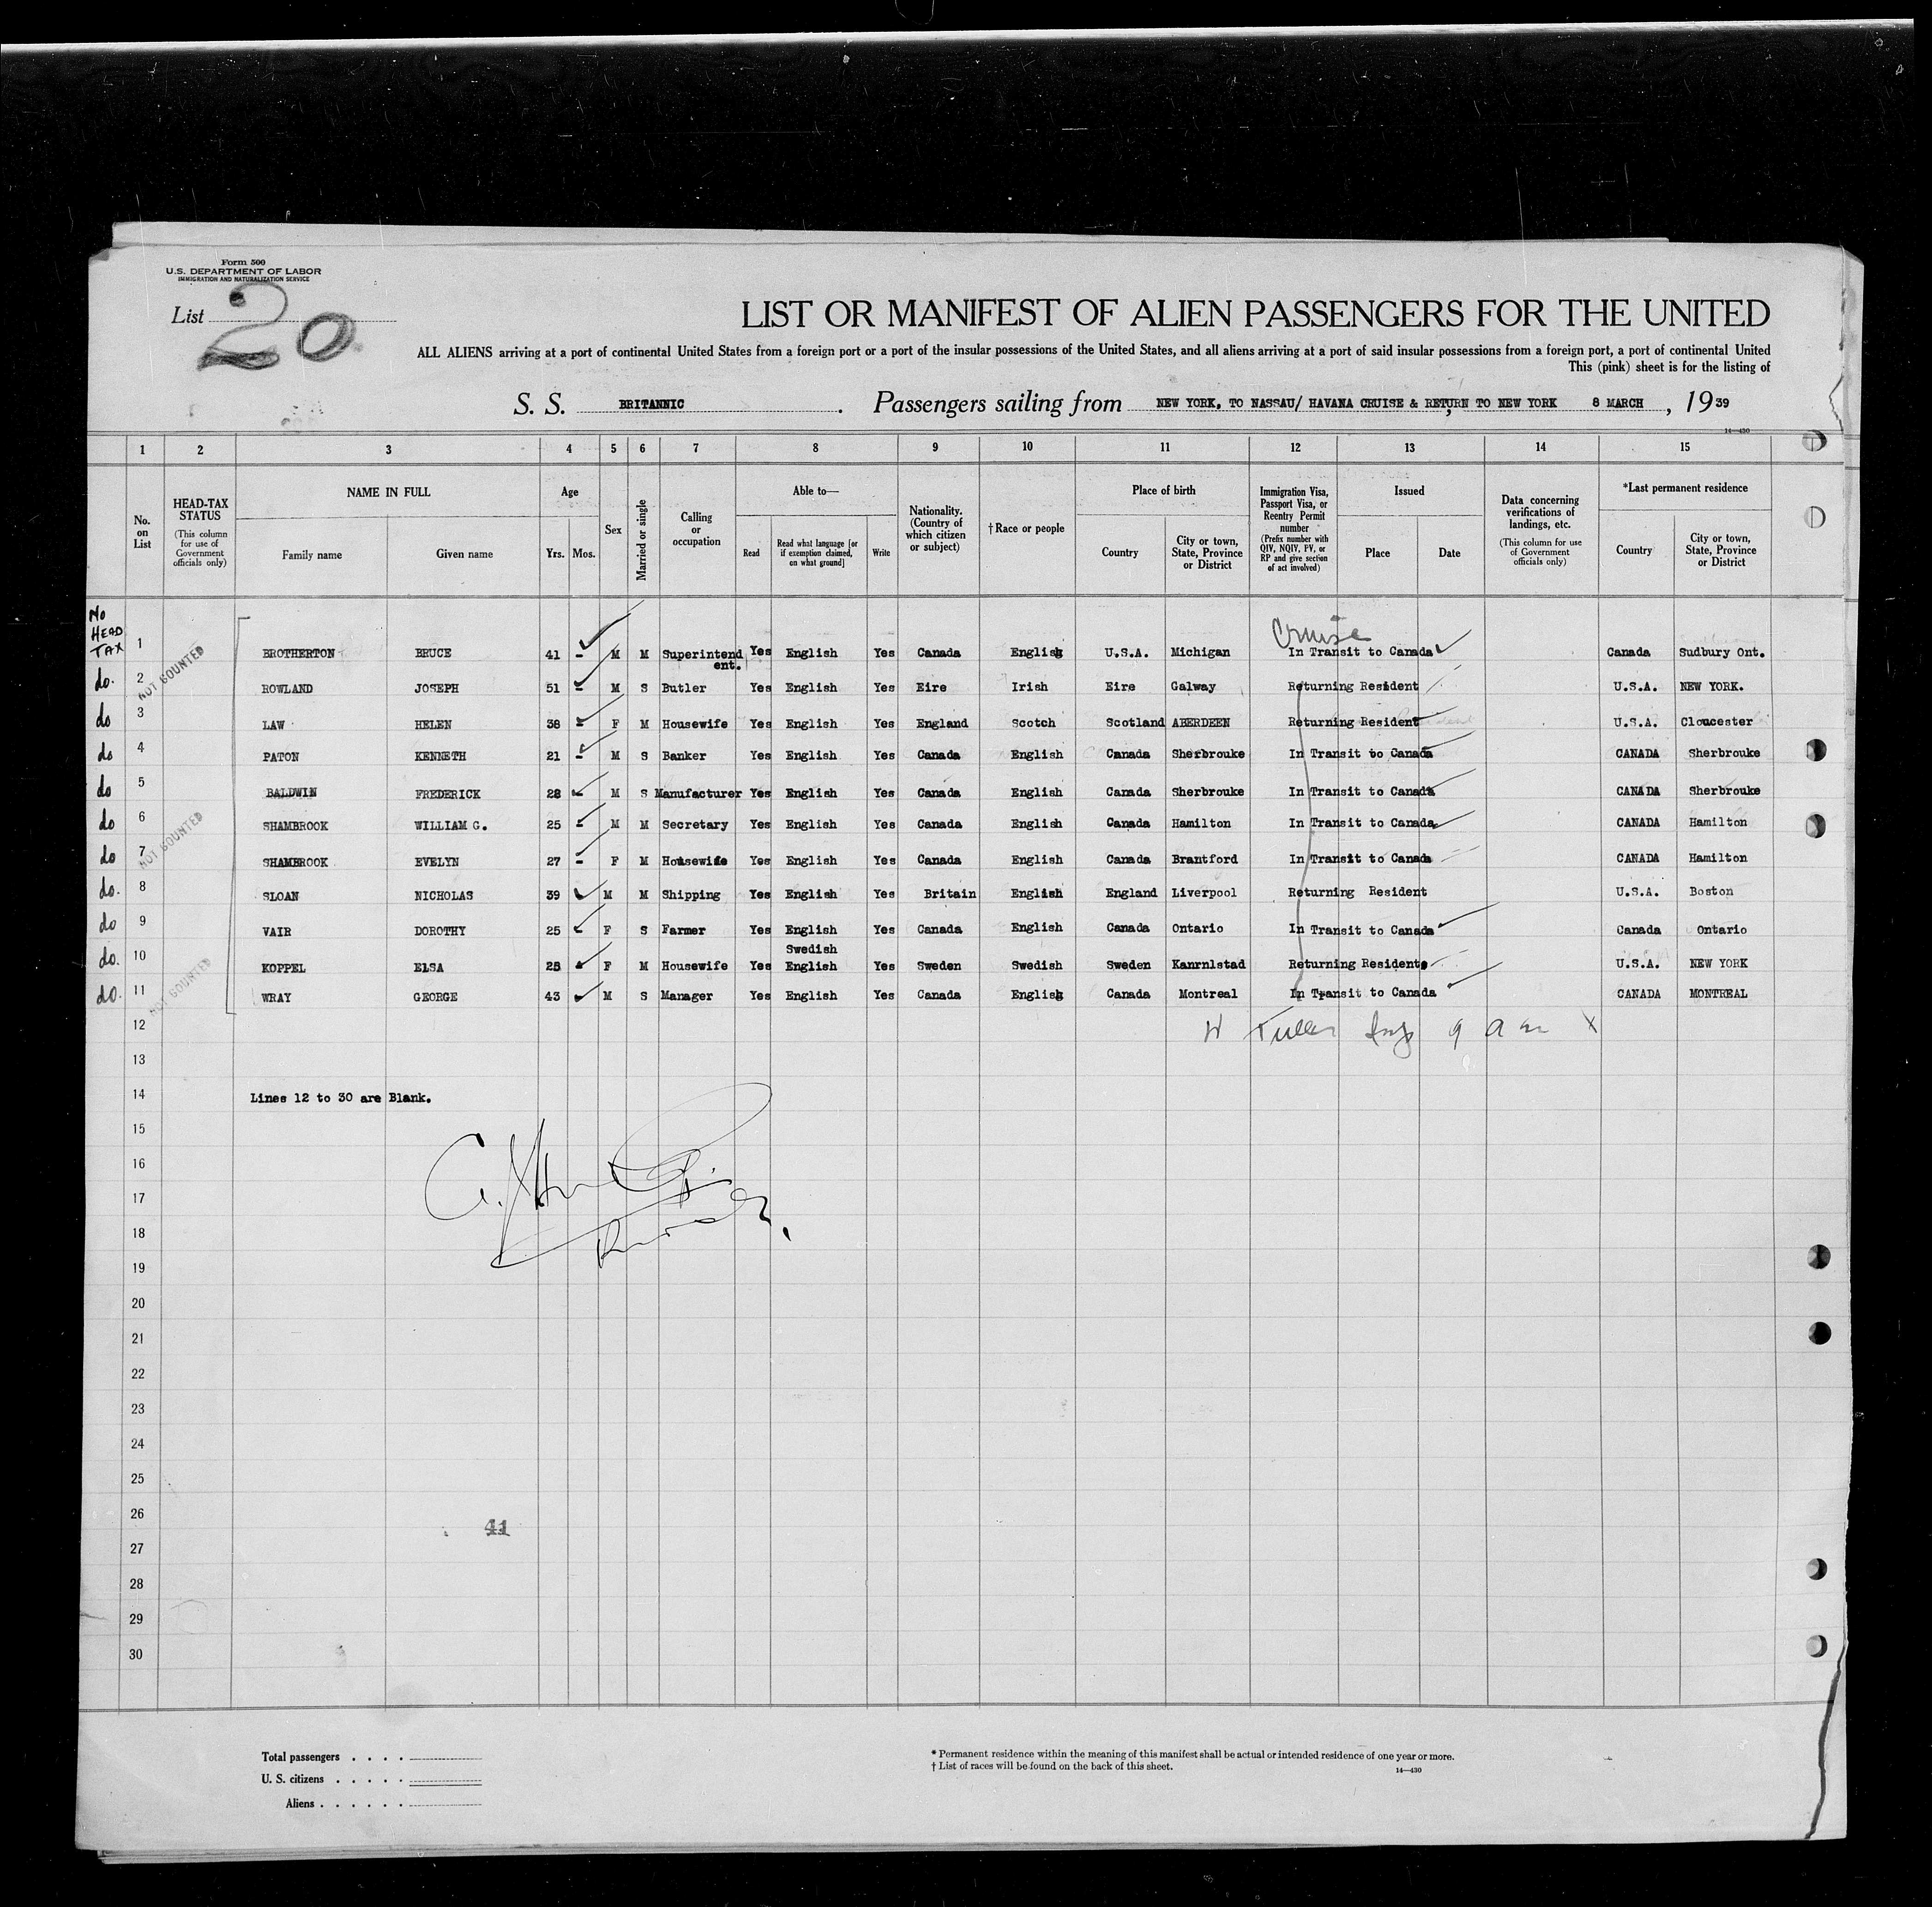 Form 500
U.S. DEPARTMENT OF LABOR
IMMIGRATION AND NATURALIZATION SERVICE
List 20
LIST OR MANIFEST OF ALIEN PASSENGERS FOR THE UNITED
ALL ALIENS arriving at a port of continental United States from a foreign port or a port of the insular possessions of the United States, and all aliens arriving at a port of said insular possessions from a foreign port, a port of continental United
This (pink) sheet is for the listing of
S. S. BRITANNIC. Passengers sailing from NEW YORK, TO NASSAU/ HAVANA CRUISE & RETURN TO NEW YORK 8 MARCH, 1939
14—430
1 2 3 4 5 6 7 8 9 10 11 12 13 14 15
No. on List
HEAD-TAX STATUS (This column for use of Government officials only)
NAME IN FULL
Family name Given name
Age
Yrs. Mos.
Sex
Married or single
Calling or occupation
Able to—
Read
Read what language [or if exemption claimed, on what ground]
Write
Nationality. (Country of which citizen or subject)
†Race or people
Place of birth
Country
City or town, State, Province or District
Immigration Visa, Passport Visa, or Reentry Permit number (Prefix number with QIV, NQIV, PV, or RP and give section of act involved)
Issued
Place Date
Data concerning verifications of landings, etc. (This column for use of Government officials only)
*Last permanent residence
Country
City or town, State, Province or District
Cruise
No HEAD TAX 1 BROTHERTON BRUCE 41 - M M Superintendent. Yes English Yes Canada English U.S.A. Michigan In Transit to Canada Canada Sudbury Ont.
do. 2 NOT COUNTED ROWLAND JOSEPH 51 - M S Butler Yes English Yes Eire Irish Eire Galway Returning Resident U.S.A. NEW YORK.
do 3 LAW HELEN 38 - F M Housewife Yes English Yes England Scotch Scotland ABERDEEN Returning Resident U.S.A. Cloucester
do 4 PATON KENNETH 21 - M S Banker Yes English Yes Canada English Canada Sherbrouke In Transit to Canada CANADA Sherbrouke
do 5 BALDWIN FREDERICK 28 - M S Manufacturer Yes English Yes Canada English Canada Sherbrouke In Transit to Canada CANADA Sherbrouke
do 6 SHAMBROOK WILLIAM G. 25 - M M Secretary Yes English Yes Canada English Canada Hamilton In Transit to Canada CANADA Hamilton
do 7 NOT COUNTED SHAMBROOK EVELYN 27 - F M Housewife Yes English Yes Canada English Canada Brantford In Transit to Canada CANADA Hamilton
do. 8 SLOAN NICHOLAS 39 M M Shipping Yes English Yes Britain English England Liverpool Returning Resident U.S.A. Boston
do 9 VAIR DOROTHY 25 - F S Farmer Yes English Yes Canada English Canada Ontario In Transit to Canada Canada Ontario
do. 10 KOPPEL ELSA 25 F M Housewife Yes Swedish English Yes Sweden Swedish Sweden Kanrnlstad Returning Residents U.S.A. NEW YORK
do. 11 NOT COUNTED WRAY GEORGE 43 M S Manager Yes English Yes Canada English Canada Montreal In Transit to Canada CANADA MONTREAL
12
13
14 Lines 12 to 30 are Blank.
15
16
17
18
19
20
21
22
23
24
25
26
41
27
28
29
30
Total passengers . . . .
U. S. citizens . . . . .
Aliens . . . . . .
* Permanent residence within the meaning of this manifest shall be actual or intended residence of one year or more.
† List of races will be found on the back of this sheet.
14—430